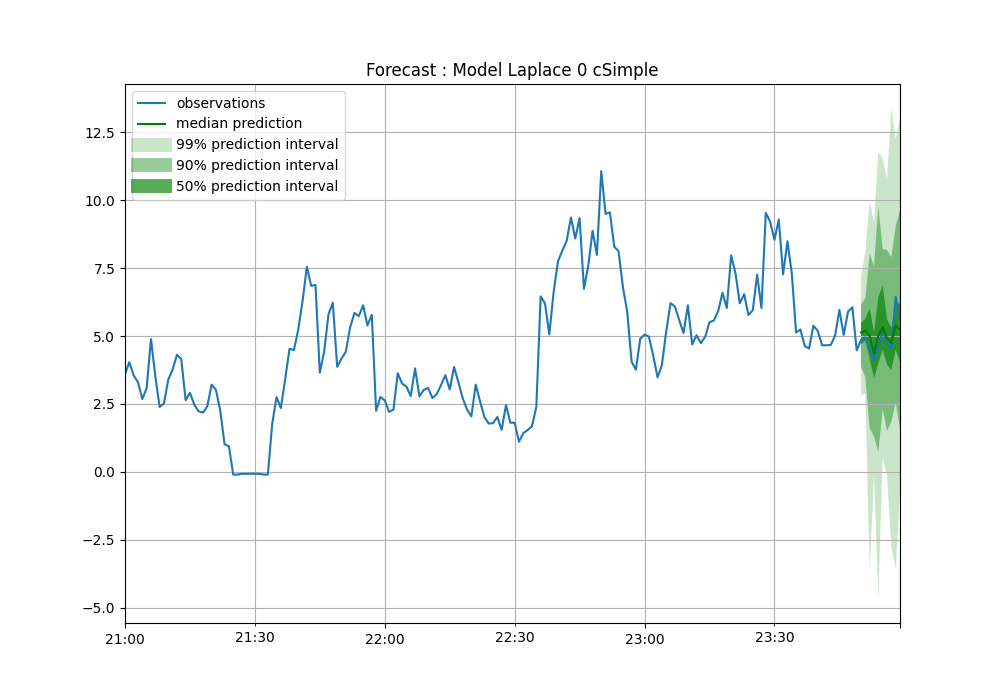 Forecast : Model Laplace 0 cSimple
observations
median prediction
99% prediction interval
90% prediction interval
50% prediction interval
12.5
10.0
7.5
5.0
2.5
0.0
−2.5
−5.0
21:00
21:30
22:00
22:30
23:00
23:30